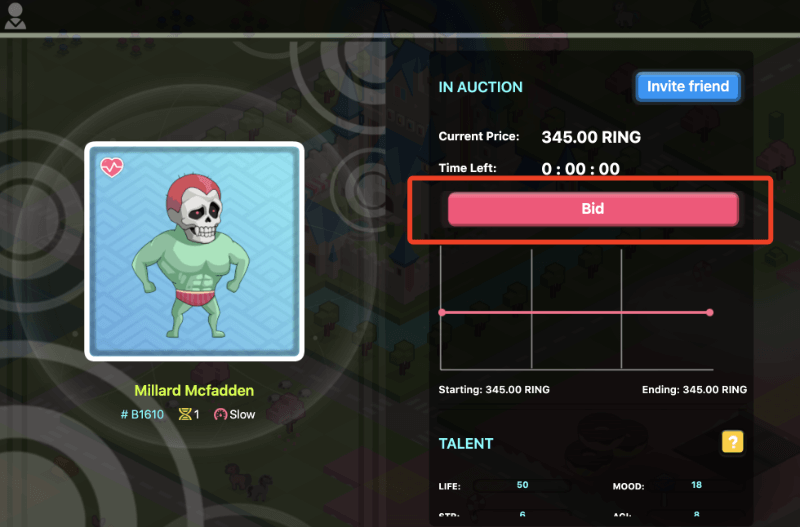 IN AUCTION
Invite friend
Current Price: 345.00 RING
Time Left: 0 : 00 : 00
Bid
Starting: 345.00 RING
Ending: 345.00 RING
Millard Mcfadden
# B1610 1 Slow
TALENT
?
LIFE: 50
MOOD: 18
STR: 6
AGI: 8